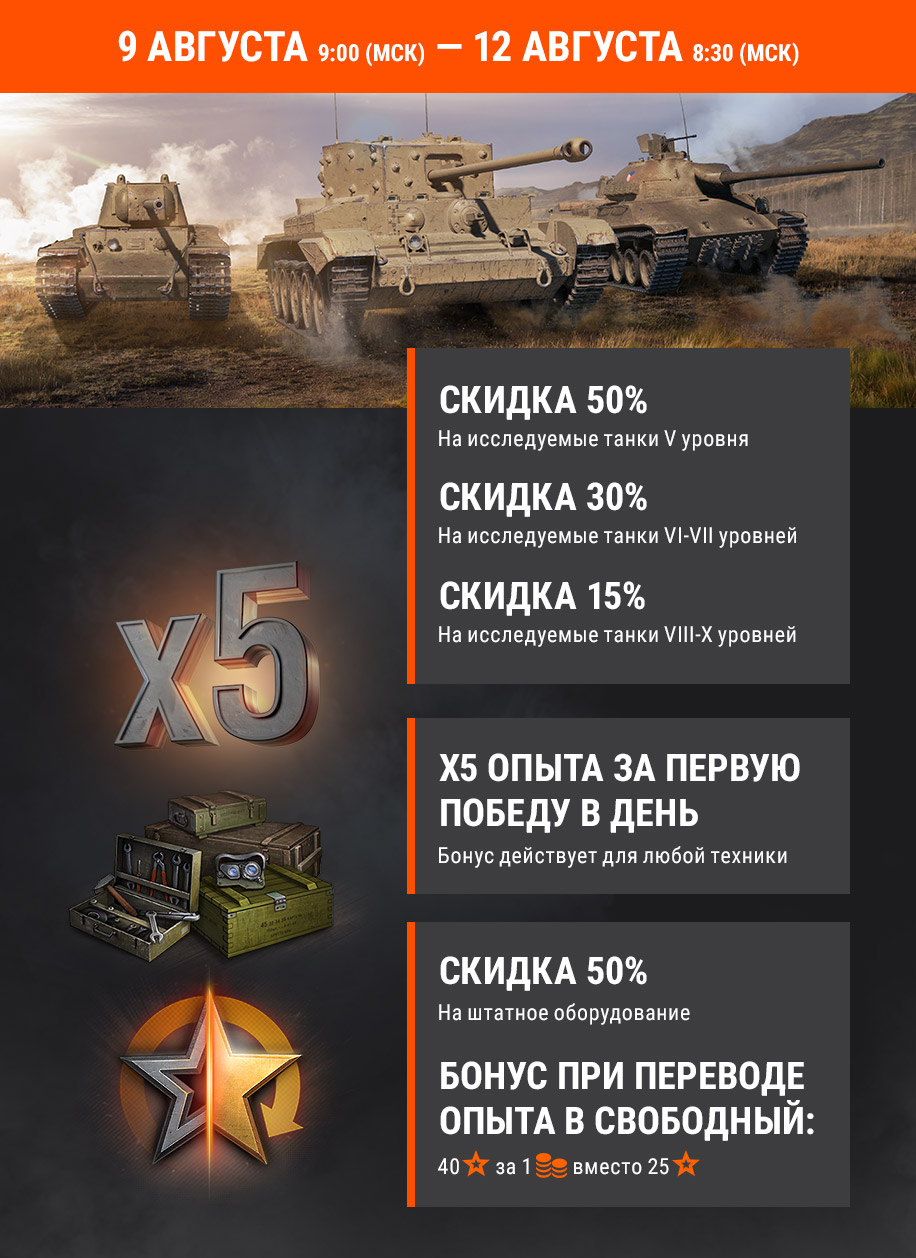 9 АВГУСТА 9:00 (МСК) — 12 АВГУСТА 8:30 (МСК)
СКИДКА 50%
На исследуемые танки V уровня
СКИДКА 30%
На исследуемые танки VI-VII уровней
СКИДКА 15%
На исследуемые танки VIII-X уровней
x5
Х5 ОПЫТА ЗА ПЕРВУЮ
ПОБЕДУ В ДЕНЬ
Бонус действует для любой техники
СКИДКА 50%
На штатное оборудование
БОНУС ПРИ ПЕРЕВОДЕ
ОПЫТА В СВОБОДНЫЙ:
40 за 1 вместо 25